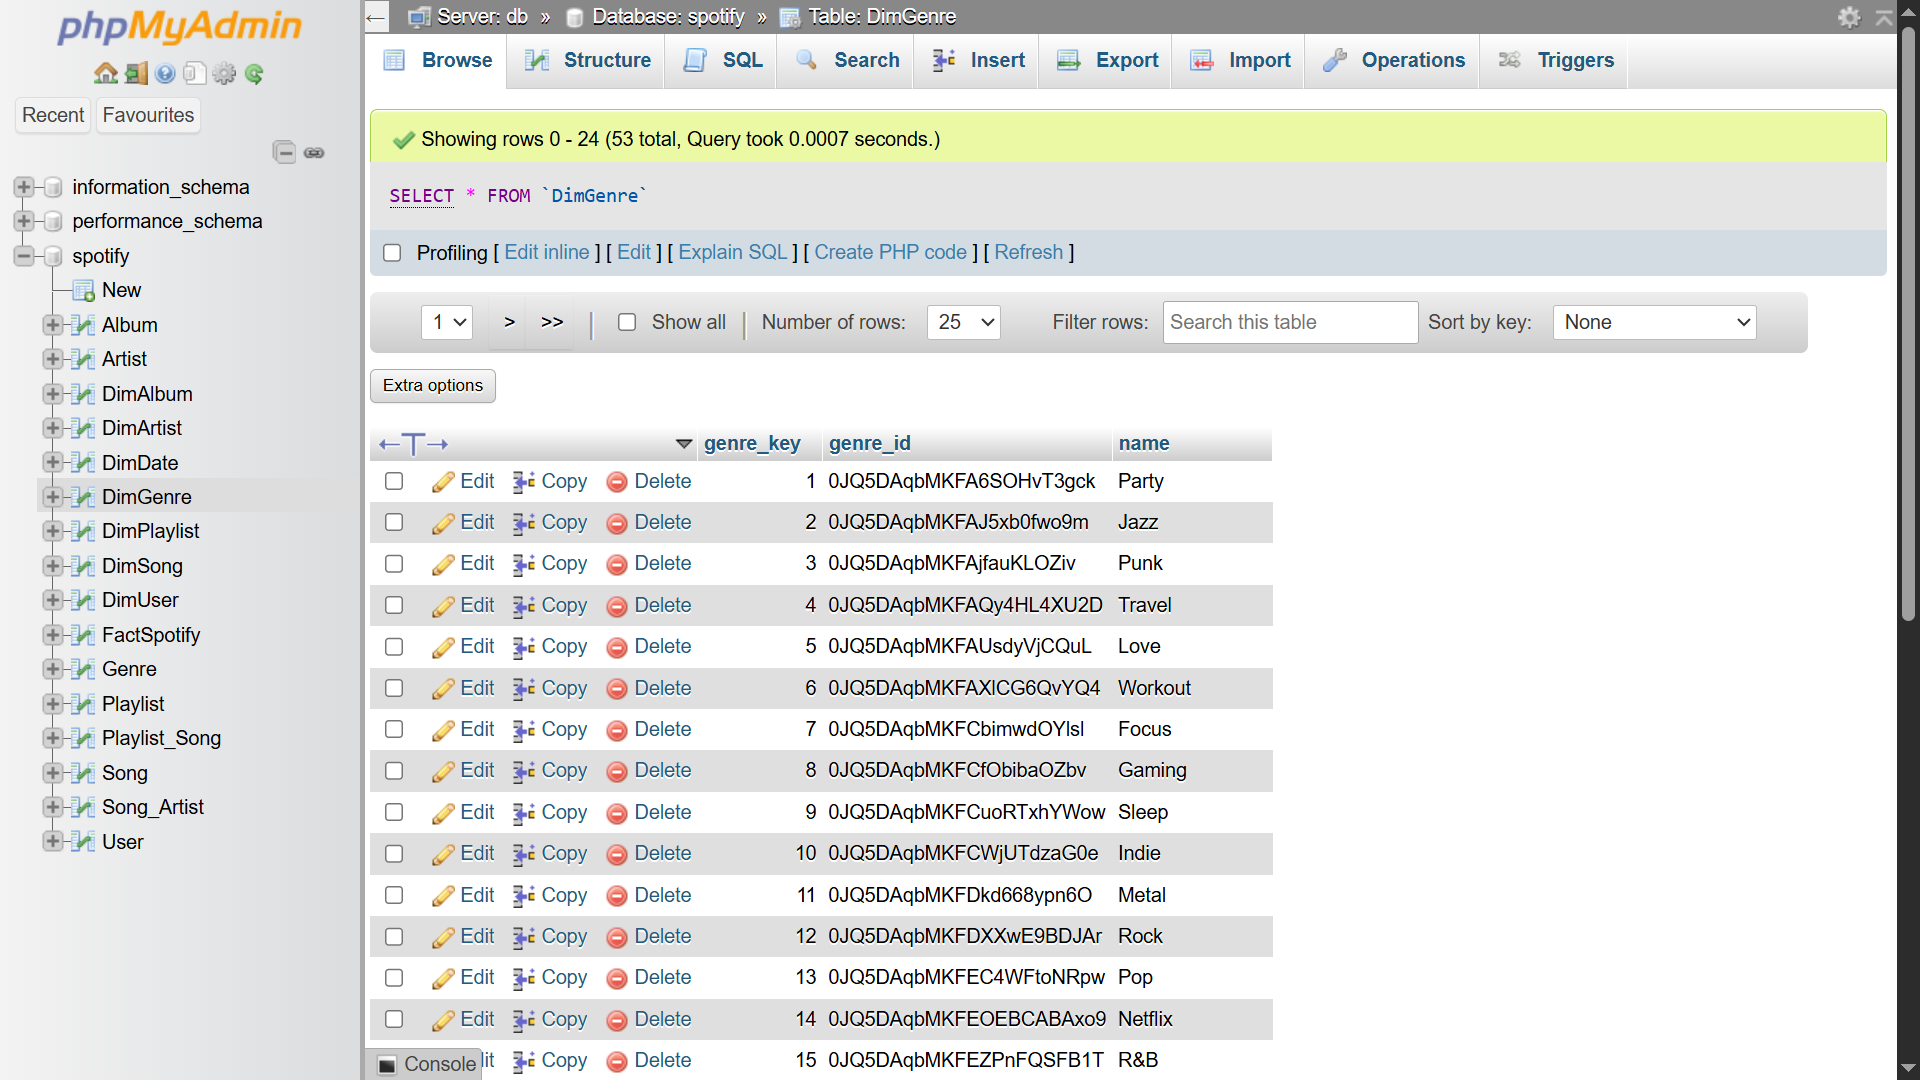 phpMyAdmin
Recent Favourites
information_schema
performance_schema
spotify
New
Album
Artist
DimAlbum
DimArtist
DimDate
DimGenre
DimPlaylist
DimSong
DimUser
FactSpotify
Genre
Playlist
Playlist_Song
Song
Song_Artist
User
Server: db » Database: spotify » Table: DimGenre
Browse Structure SQL Search Insert Export Import Operations Triggers
Showing rows 0 - 24 (53 total, Query took 0.0007 seconds.)
SELECT * FROM `DimGenre`
Profiling [ Edit inline ] [ Edit ] [ Explain SQL ] [ Create PHP code ] [ Refresh ]
1 > >> | Show all | Number of rows: 25 Filter rows: Search this table Sort by key: None
Extra options
genre_key genre_id name
Edit Copy Delete 1 0JQ5DAqbMKFA6SOHvT3gck Party
Edit Copy Delete 2 0JQ5DAqbMKFAJ5xb0fwo9m Jazz
Edit Copy Delete 3 0JQ5DAqbMKFAjfauKLOZiv Punk
Edit Copy Delete 4 0JQ5DAqbMKFAQy4HL4XU2D Travel
Edit Copy Delete 5 0JQ5DAqbMKFAUsdyVjCQuL Love
Edit Copy Delete 6 0JQ5DAqbMKFAXlCG6QvYQ4 Workout
Edit Copy Delete 7 0JQ5DAqbMKFCbimwdOYlsl Focus
Edit Copy Delete 8 0JQ5DAqbMKFCfObibaOZbv Gaming
Edit Copy Delete 9 0JQ5DAqbMKFCuoRTxhYWow Sleep
Edit Copy Delete 10 0JQ5DAqbMKFCWjUTdzaG0e Indie
Edit Copy Delete 11 0JQ5DAqbMKFDkd668ypn6O Metal
Edit Copy Delete 12 0JQ5DAqbMKFDXXwE9BDJAr Rock
Edit Copy Delete 13 0JQ5DAqbMKFEC4WFtoNRpw Pop
Edit Copy Delete 14 0JQ5DAqbMKFEOEBCABAxo9 Netflix
Console it Copy Delete 15 0JQ5DAqbMKFEZPnFQSFB1T R&B